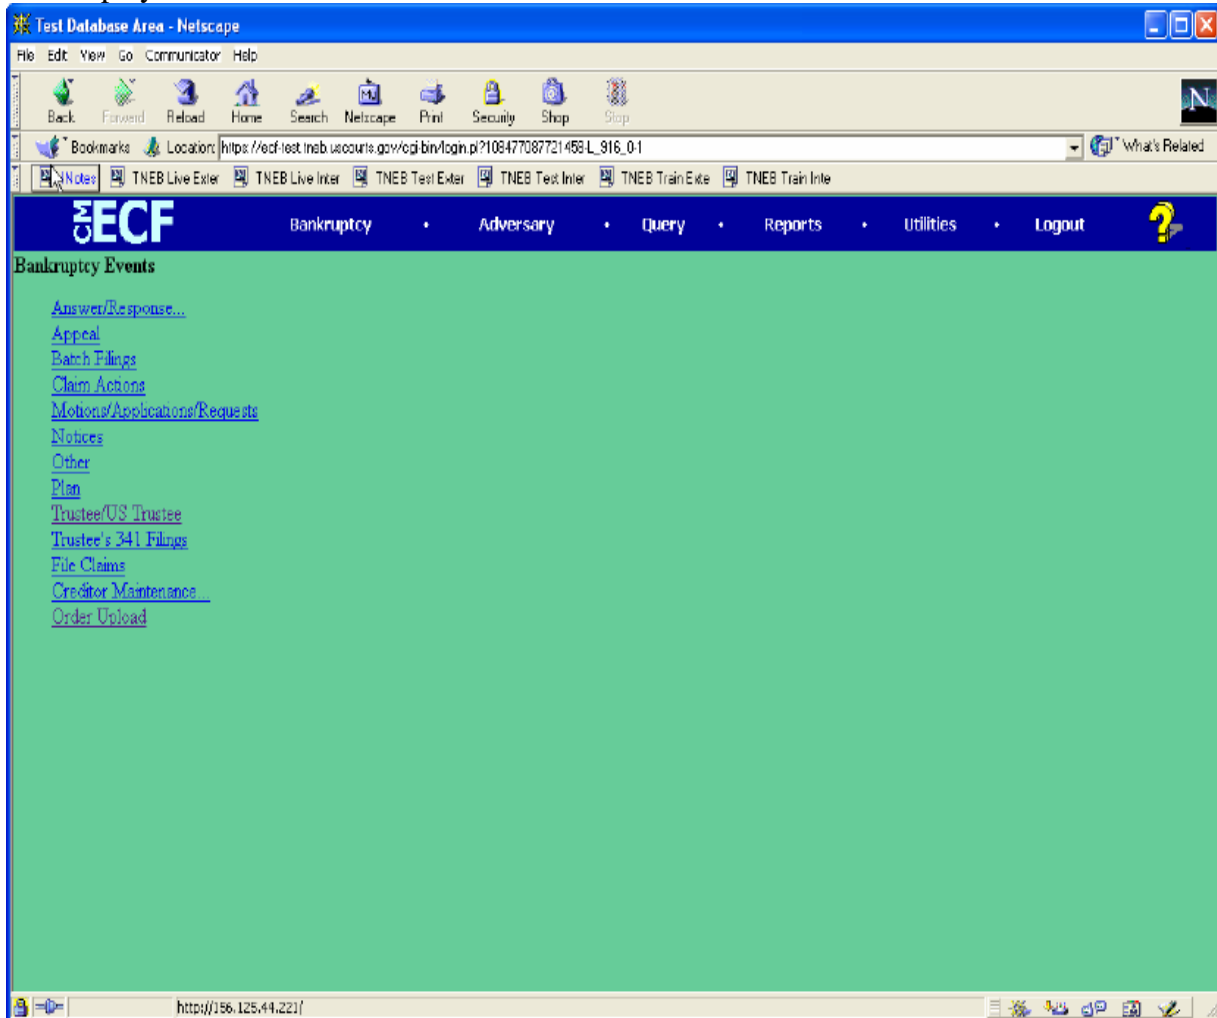 Test Database Area - Netscape
File Edit View Go Communicator Help
Back Forward Reload Home Search Netscape Print Security Shop Stop
Bookmarks Location: https://ecf-test.tneb.uscourts.gov/cgi-bin/login.pl?108477087721458-L_916_0-1 What's Related
iNotes TNEB Live Exter TNEB Live Inter TNEB Test Exter TNEB Test Inter TNEB Train Exte TNEB Train Inte
CM ECF Bankruptcy • Adversary • Query • Reports • Utilities • Logout ?
Bankruptcy Events
Answer/Response...
Appeal
Batch Filings
Claim Actions
Motions/Applications/Requests
Notices
Other
Plan
Trustee/US Trustee
Trustee's 341 Filings
File Claims
Creditor Maintenance...
Order Upload
http://156.125.44.221/